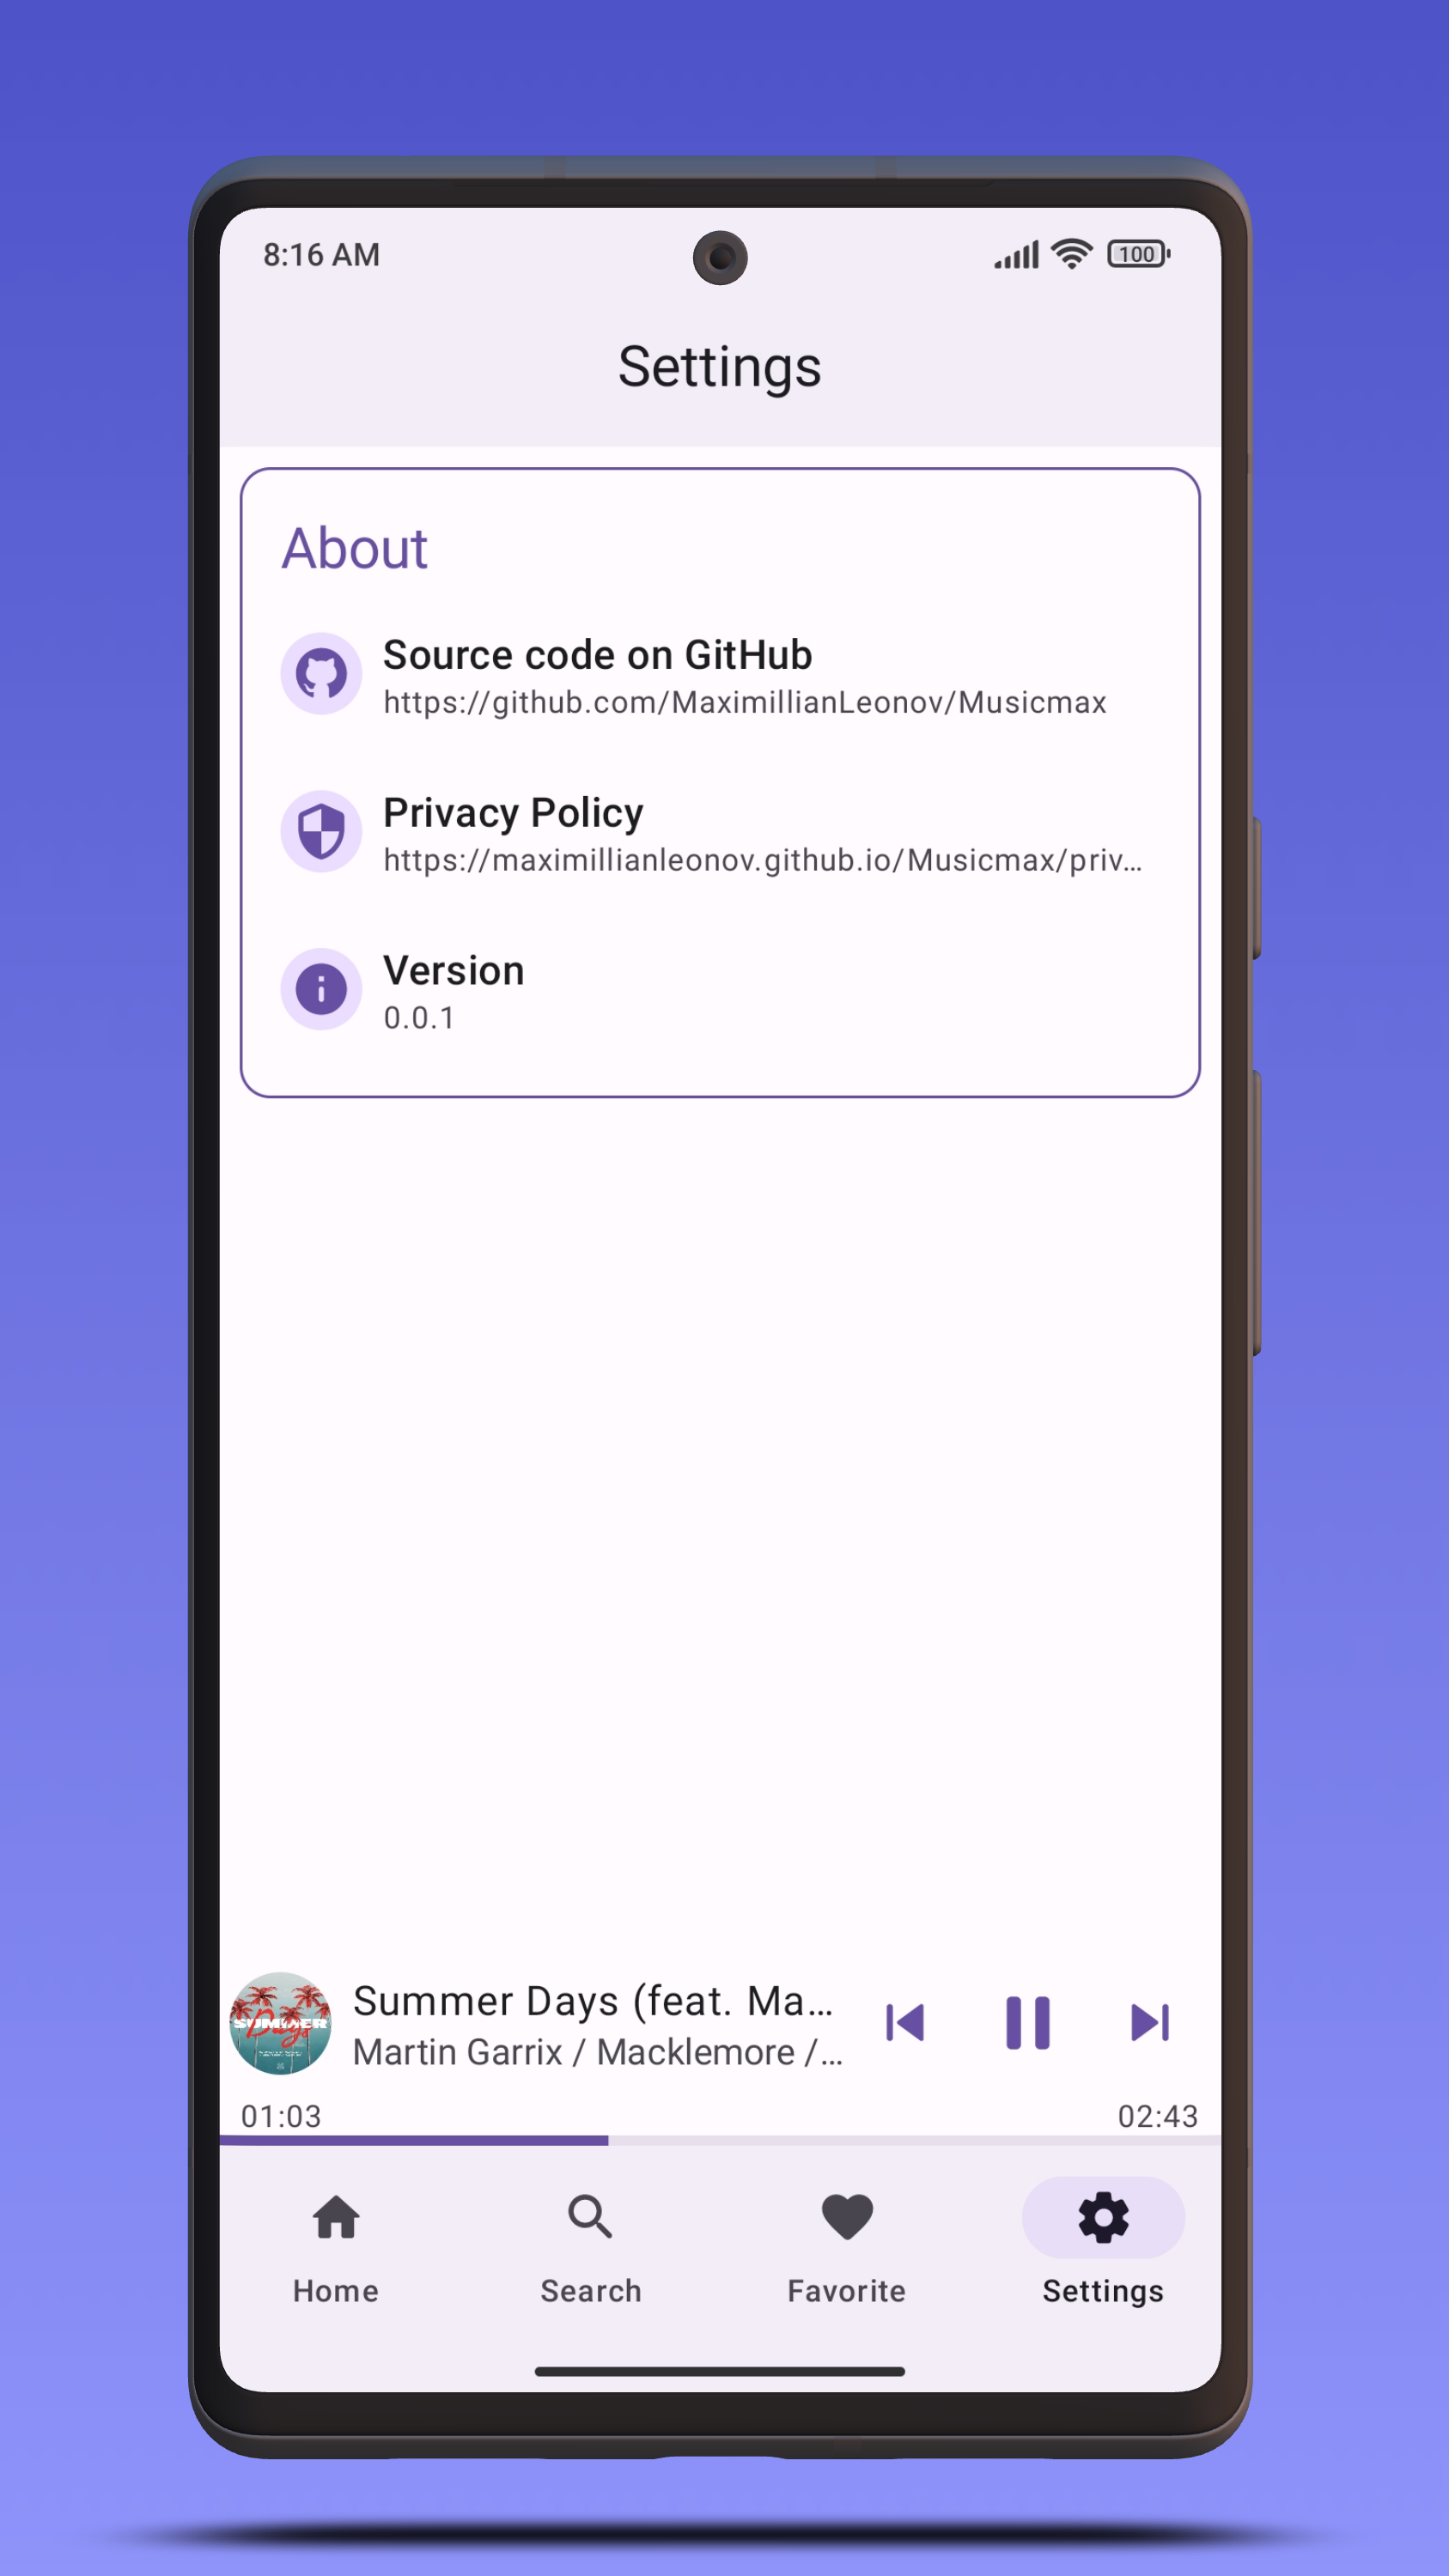 8:16 AM
100
Settings
About
Source code on GitHub
https://github.com/MaximillianLeonov/Musicmax
Privacy Policy
https://maximillianleonov.github.io/Musicmax/priv…
Version
0.0.1
SUMMER
Days
Summer Days (feat. Ma…
Martin Garrix / Macklemore /…
01:03
02:43
Home
Search
Favorite
Settings